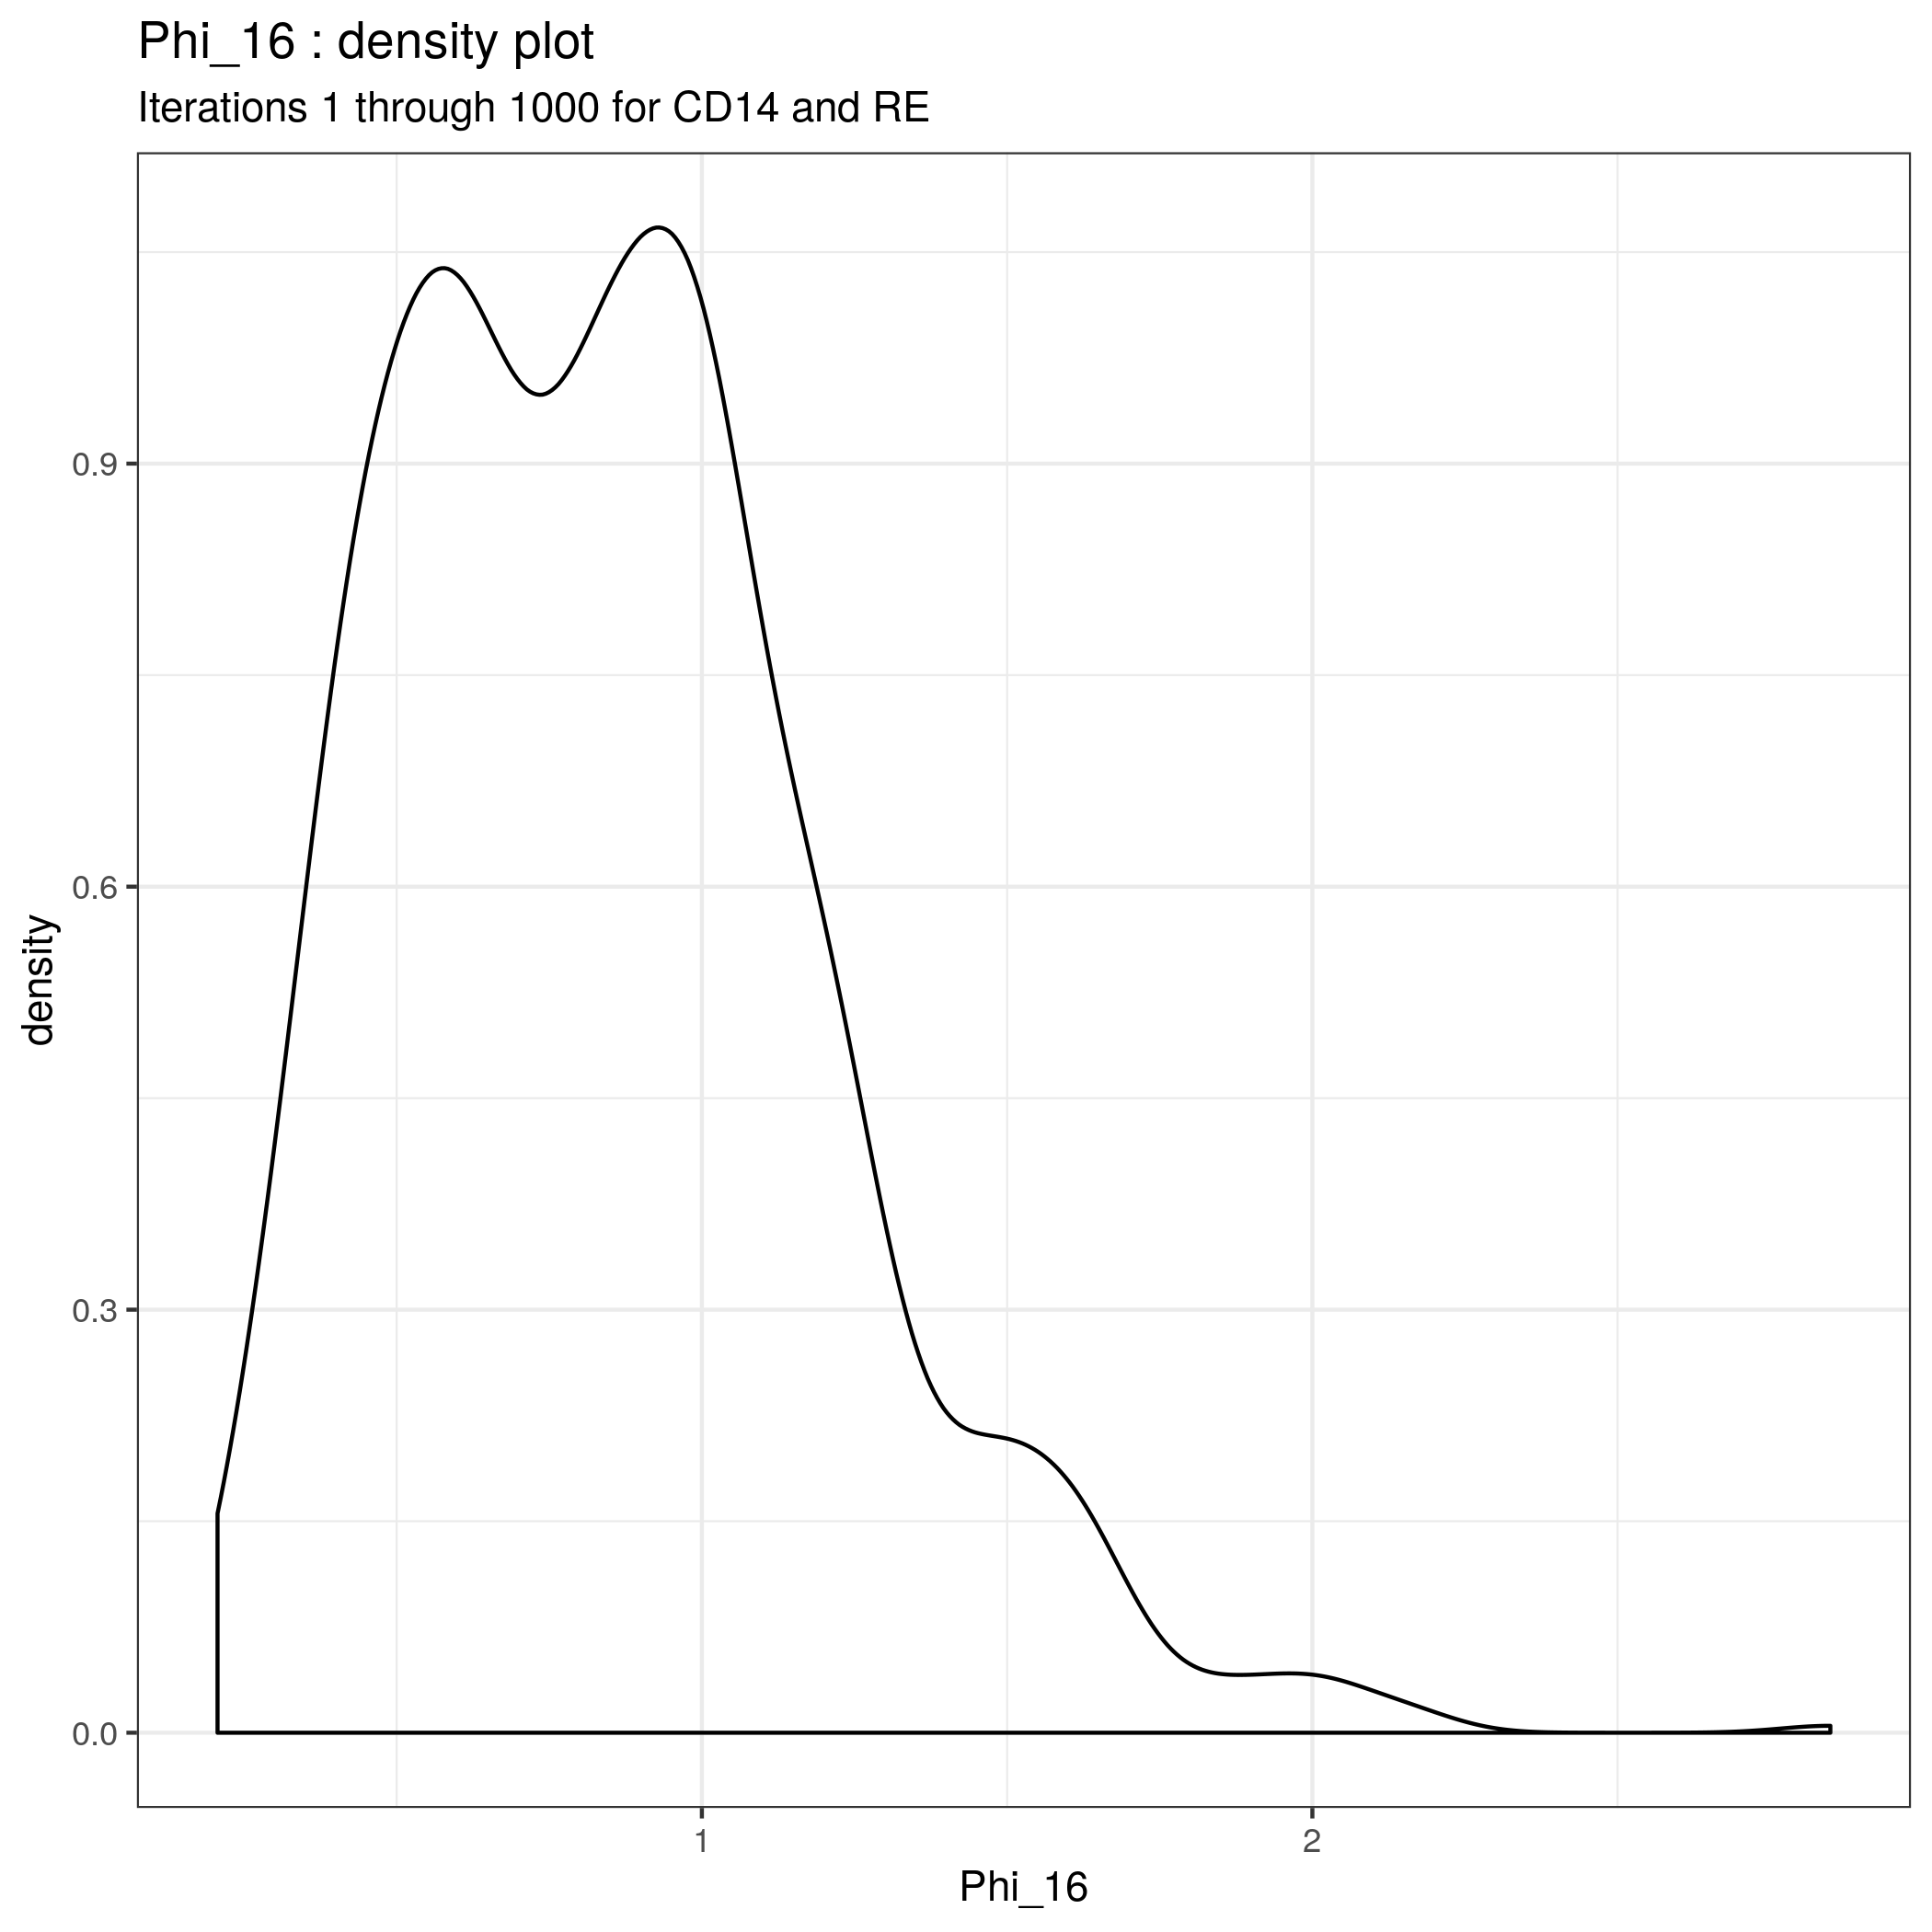 Phi_16 : density plot
Iterations 1 through 1000 for CD14 and RE
density
0.9
0.6
0.3
0.0
1
2
Phi_16